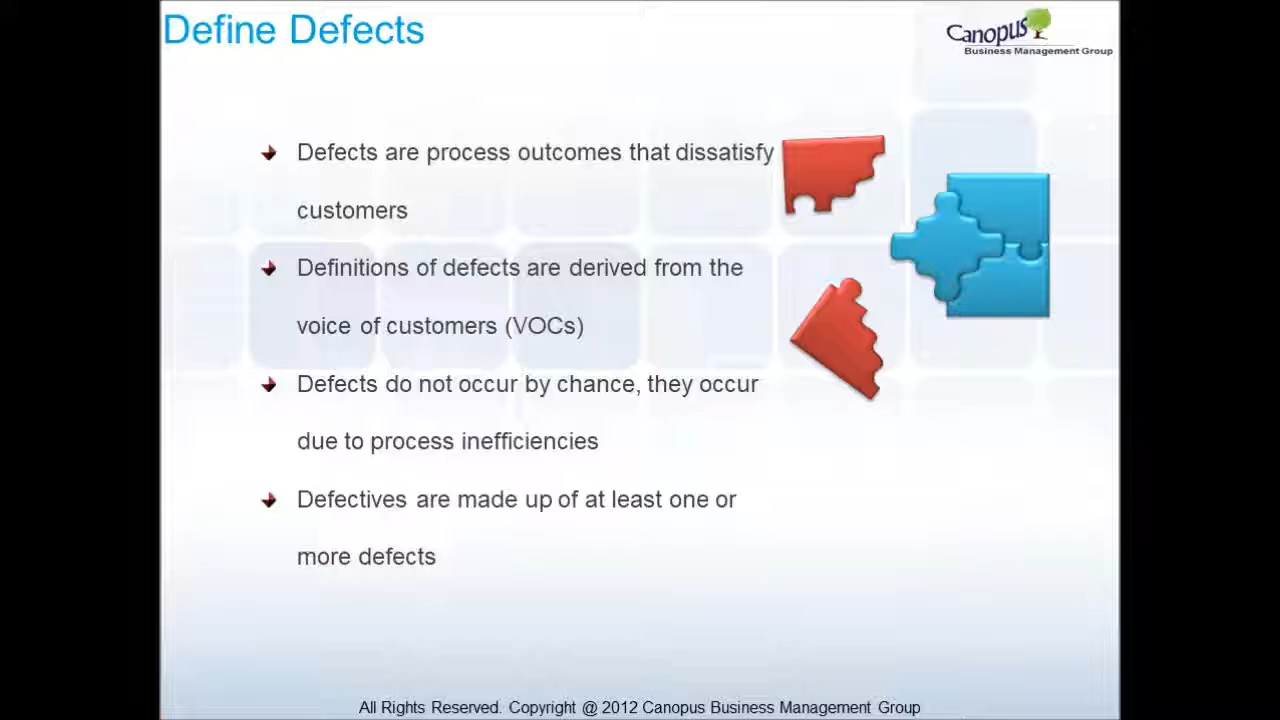 Define Defects
Canopus
Business Management Group
Defects are process outcomes that dissatisfy
customers
Definitions of defects are derived from the
voice of customers (VOCs)
Defects do not occur by chance, they occur
due to process inefficiencies
Defectives are made up of at least one or
more defects
All Rights Reserved. Copyright @ 2012 Canopus Business Management Group